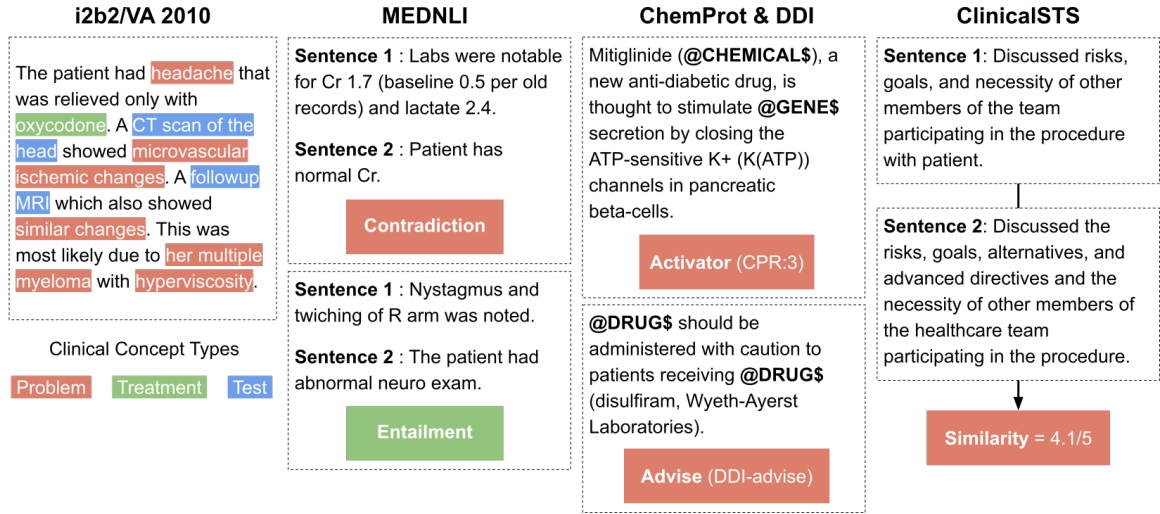 i2b2/VA 2010
The patient had headache that
was relieved only with
oxycodone. A CT scan of the
head showed microvascular
ischemic changes. A followup
MRI which also showed
similar changes. This was
most likely due to her multiple
myeloma with hyperviscosity.
Clinical Concept Types
Problem Treatment Test
MEDNLI
Sentence 1 : Labs were notable
for Cr 1.7 (baseline 0.5 per old
records) and lactate 2.4.
Sentence 2 : Patient has
normal Cr.
Contradiction
Sentence 1 : Nystagmus and
twiching of R arm was noted.
Sentence 2 : The patient had
abnormal neuro exam.
Entailment
ChemProt & DDI
Mitiglinide (@CHEMICAL$), a
new anti-diabetic drug, is
thought to stimulate @GENE$
secretion by closing the
ATP-sensitive K+ (K(ATP))
channels in pancreatic
beta-cells.
Activator (CPR:3)
@DRUG$ should be
administered with caution to
patients receiving @DRUG$
(disulfiram, Wyeth-Ayerst
Laboratories).
Advise (DDI-advise)
ClinicalSTS
Sentence 1: Discussed risks,
goals, and necessity of other
members of the team
participating in the procedure
with patient.
Sentence 2: Discussed the
risks, goals, alternatives, and
advanced directives and the
necessity of other members of
the healthcare team
participating in the procedure.
Similarity = 4.1/5